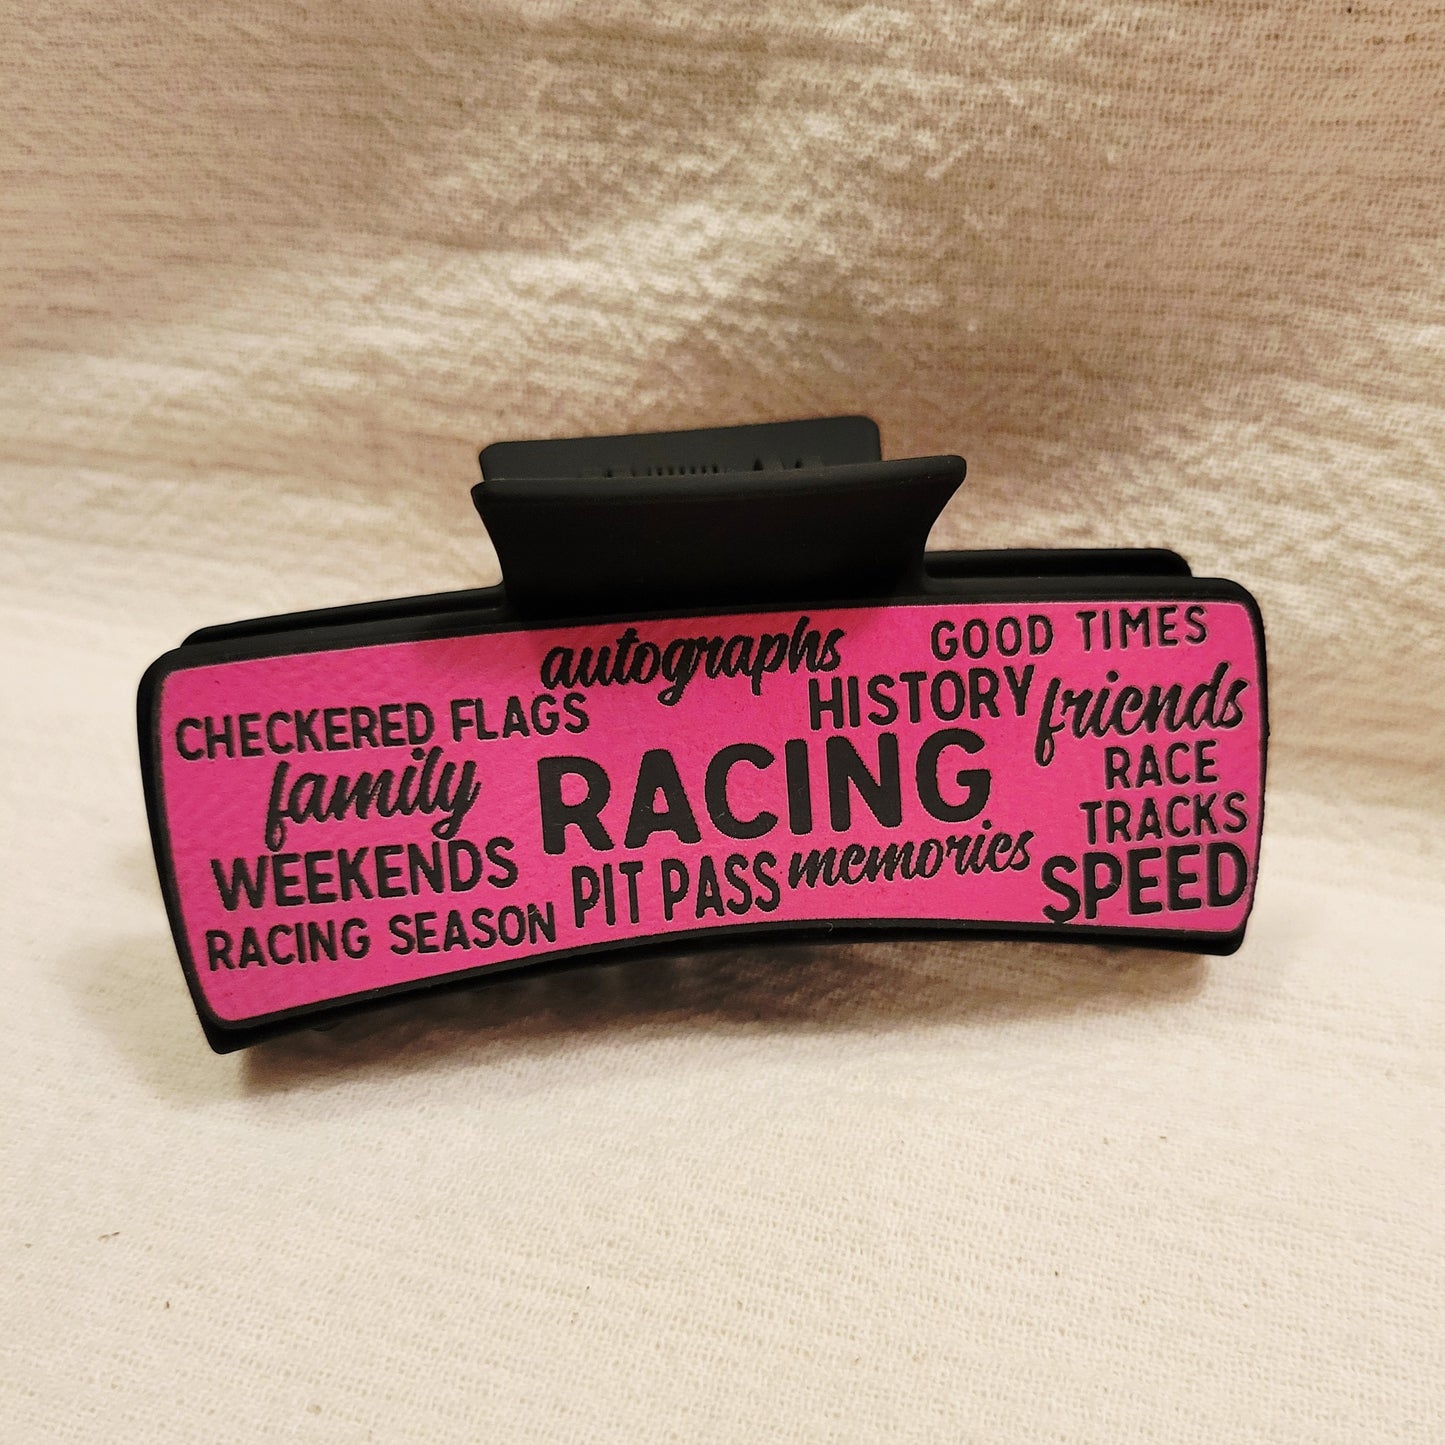 autographs
GOOD TIMES
CHECKERED FLAGS
HISTORY
friends
family
RACING
RACE
TRACKS
WEEKENDS
PIT PASS
memories
SPEED
RACING SEASON